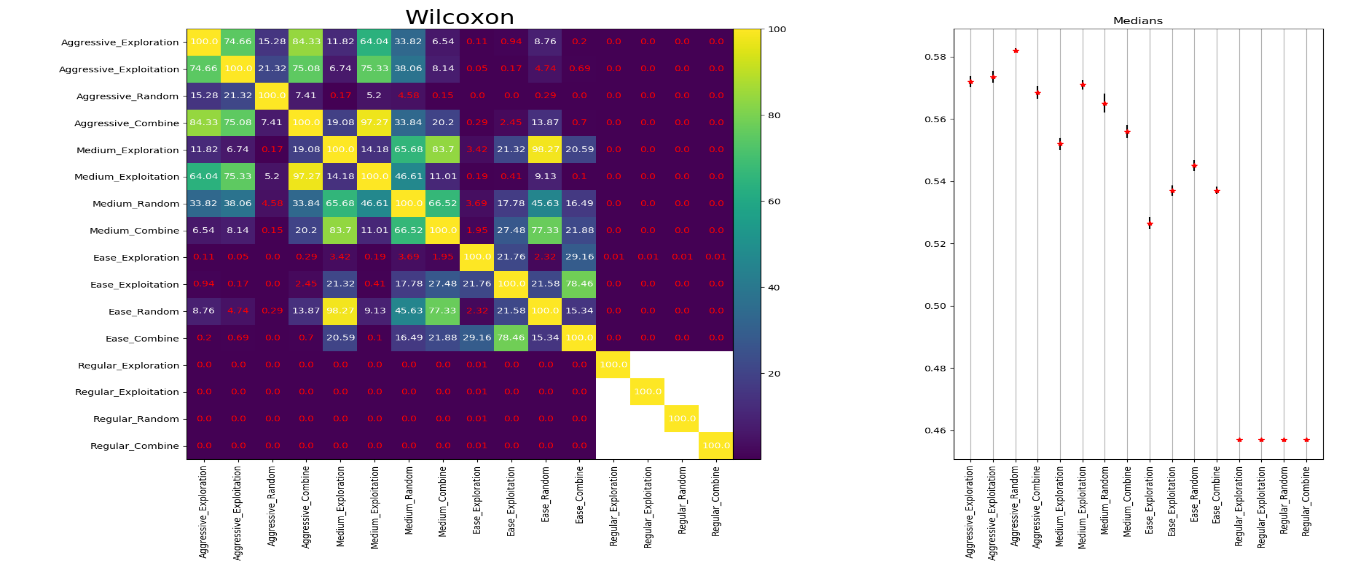 Wilcoxon
Aggressive_Exploration 100.0 74.66 15.28 84.33 11.82 64.04 33.82 6.54 0.11 0.94 8.76 0.2 0.0 0.0 0.0 0.0
Aggressive_Exploitation 74.66 100.0 21.32 75.08 6.74 75.33 38.06 8.14 0.05 0.17 4.74 0.69 0.0 0.0 0.0 0.0
Aggressive_Random 15.28 21.32 100.0 7.41 0.17 5.2 4.58 0.15 0.0 0.0 0.29 0.0 0.0 0.0 0.0 0.0
Aggressive_Combine 84.33 75.08 7.41 100.0 19.08 97.27 33.84 20.2 0.29 2.45 13.87 0.7 0.0 0.0 0.0 0.0
Medium_Exploration 11.82 6.74 0.17 19.08 100.0 14.18 65.68 83.7 3.42 21.32 98.27 20.59 0.0 0.0 0.0 0.0
Medium_Exploitation 64.04 75.33 5.2 97.27 14.18 100.0 46.61 11.01 0.19 0.41 9.13 0.1 0.0 0.0 0.0 0.0
Medium_Random 33.82 38.06 4.58 33.84 65.68 46.61 100.0 66.52 3.69 17.78 45.63 16.49 0.0 0.0 0.0 0.0
Medium_Combine 6.54 8.14 0.15 20.2 83.7 11.01 66.52 100.0 1.95 27.48 77.33 21.88 0.0 0.0 0.0 0.0
Ease_Exploration 0.11 0.05 0.0 0.29 3.42 0.19 3.69 1.95 100.0 21.76 2.32 29.16 0.01 0.01 0.01 0.01
Ease_Exploitation 0.94 0.17 0.0 2.45 21.32 0.41 17.78 27.48 21.76 100.0 21.58 78.46 0.0 0.0 0.0 0.0
Ease_Random 8.76 4.74 0.29 13.87 98.27 9.13 45.63 77.33 2.32 21.58 100.0 15.34 0.0 0.0 0.0 0.0
Ease_Combine 0.2 0.69 0.0 0.7 20.59 0.1 16.49 21.88 29.16 78.46 15.34 100.0 0.0 0.0 0.0 0.0
Regular_Exploration 0.0 0.0 0.0 0.0 0.0 0.0 0.0 0.0 0.01 0.0 0.0 0.0 100.0
Regular_Exploitation 0.0 0.0 0.0 0.0 0.0 0.0 0.0 0.0 0.01 0.0 0.0 0.0 100.0
Regular_Random 0.0 0.0 0.0 0.0 0.0 0.0 0.0 0.0 0.01 0.0 0.0 0.0 100.0
Regular_Combine 0.0 0.0 0.0 0.0 0.0 0.0 0.0 0.0 0.01 0.0 0.0 0.0 100.0
Aggressive_Exploration
Aggressive_Exploitation
Aggressive_Random
Aggressive_Combine
Medium_Exploration
Medium_Exploitation
Medium_Random
Medium_Combine
Ease_Exploration
Ease_Exploitation
Ease_Random
Ease_Combine
Regular_Exploration
Regular_Exploitation
Regular_Random
Regular_Combine
100
80
60
40
20
Medians
0.58
0.56
0.54
0.52
0.50
0.48
0.46
Aggressive_Exploration
Aggressive_Exploitation
Aggressive_Random
Aggressive_Combine
Medium_Exploration
Medium_Exploitation
Medium_Random
Medium_Combine
Ease_Exploration
Ease_Exploitation
Ease_Random
Ease_Combine
Regular_Exploration
Regular_Exploitation
Regular_Random
Regular_Combine